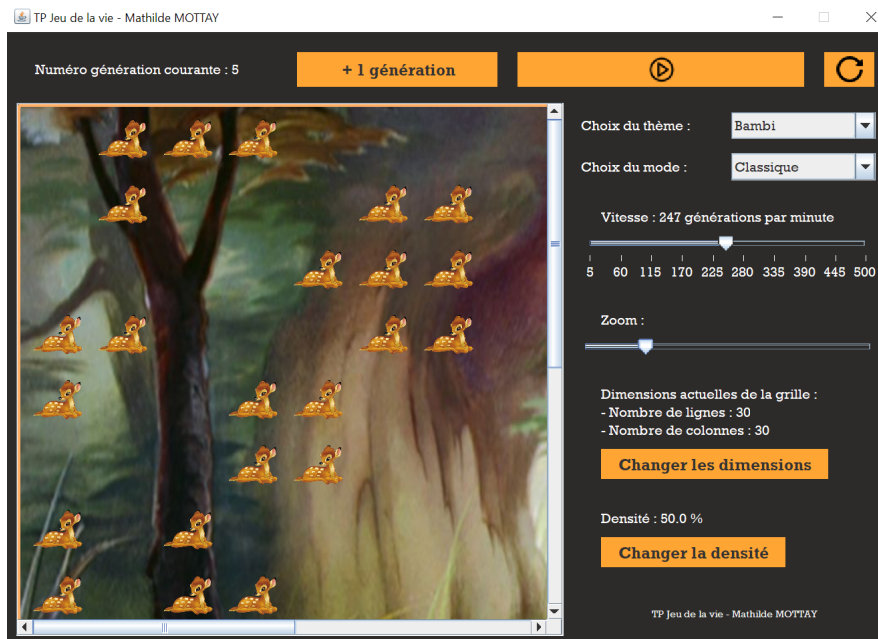 TP Jeu de la vie - Mathilde MOTTAY
Numéro génération courante : 5
+ 1 génération
Choix du thème :
Bambi
Choix du mode :
Classique
Vitesse : 247 générations par minute
5 60 115 170 225 280 335 390 445 500
Zoom :
Dimensions actuelles de la grille :
- Nombre de lignes : 30
- Nombre de colonnes : 30
Changer les dimensions
Densité : 50.0 %
Changer la densité
TP Jeu de la vie - Mathilde MOTTAY